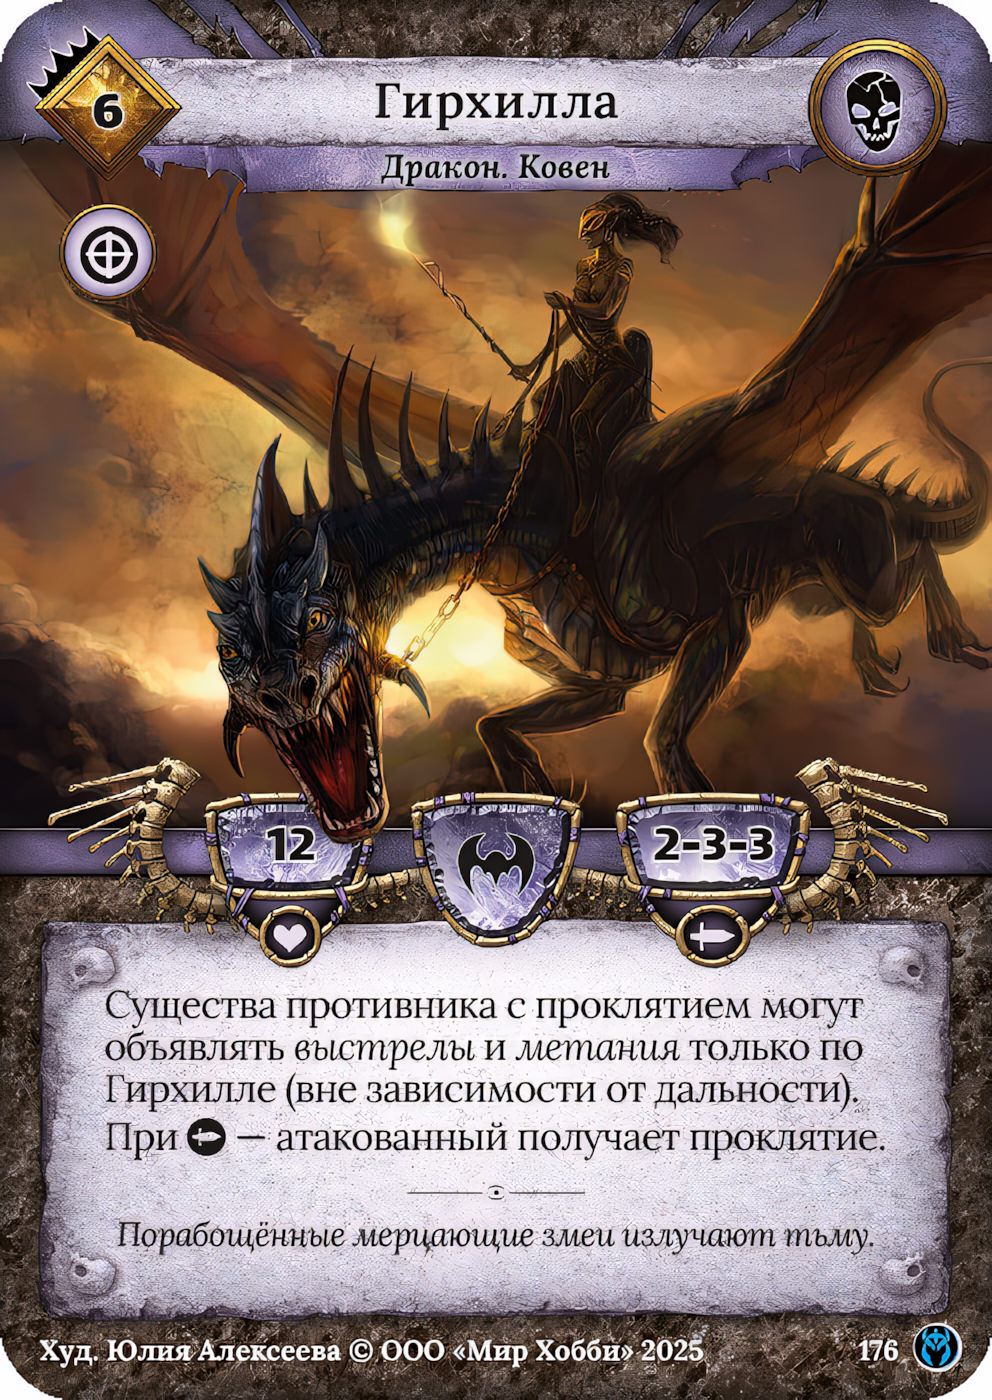 6
Гирхилла
Дракон. Ковен
12
2-3-3
Существа противника с проклятием могут
объявлять выстрелы и метания только по
Гирхилле (вне зависимости от дальности).
При — атакованный получает проклятие.
Порабощённые мерцающие змеи излучают тьму.
Худ. Юлия Алексеева © ООО «Мир Хобби» 2025
176